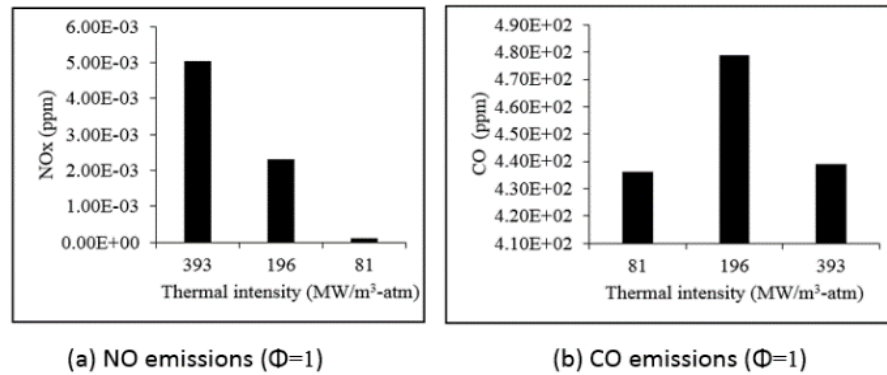 6.00E-03
5.00E-03
4.00E-03
3.00E-03
2.00E-03
1.00E-03
0.00E+00
NOx (ppm)
393 196 81
Thermal intensity (MW/m³-atm)
(a) NO emissions (Φ=1)
4.90E+02
4.80E+02
4.70E+02
4.60E+02
4.50E+02
4.40E+02
4.30E+02
4.20E+02
4.10E+02
CO (ppm)
81 196 393
Thermal intensity (MW/m³-atm)
(b) CO emissions (Φ=1)